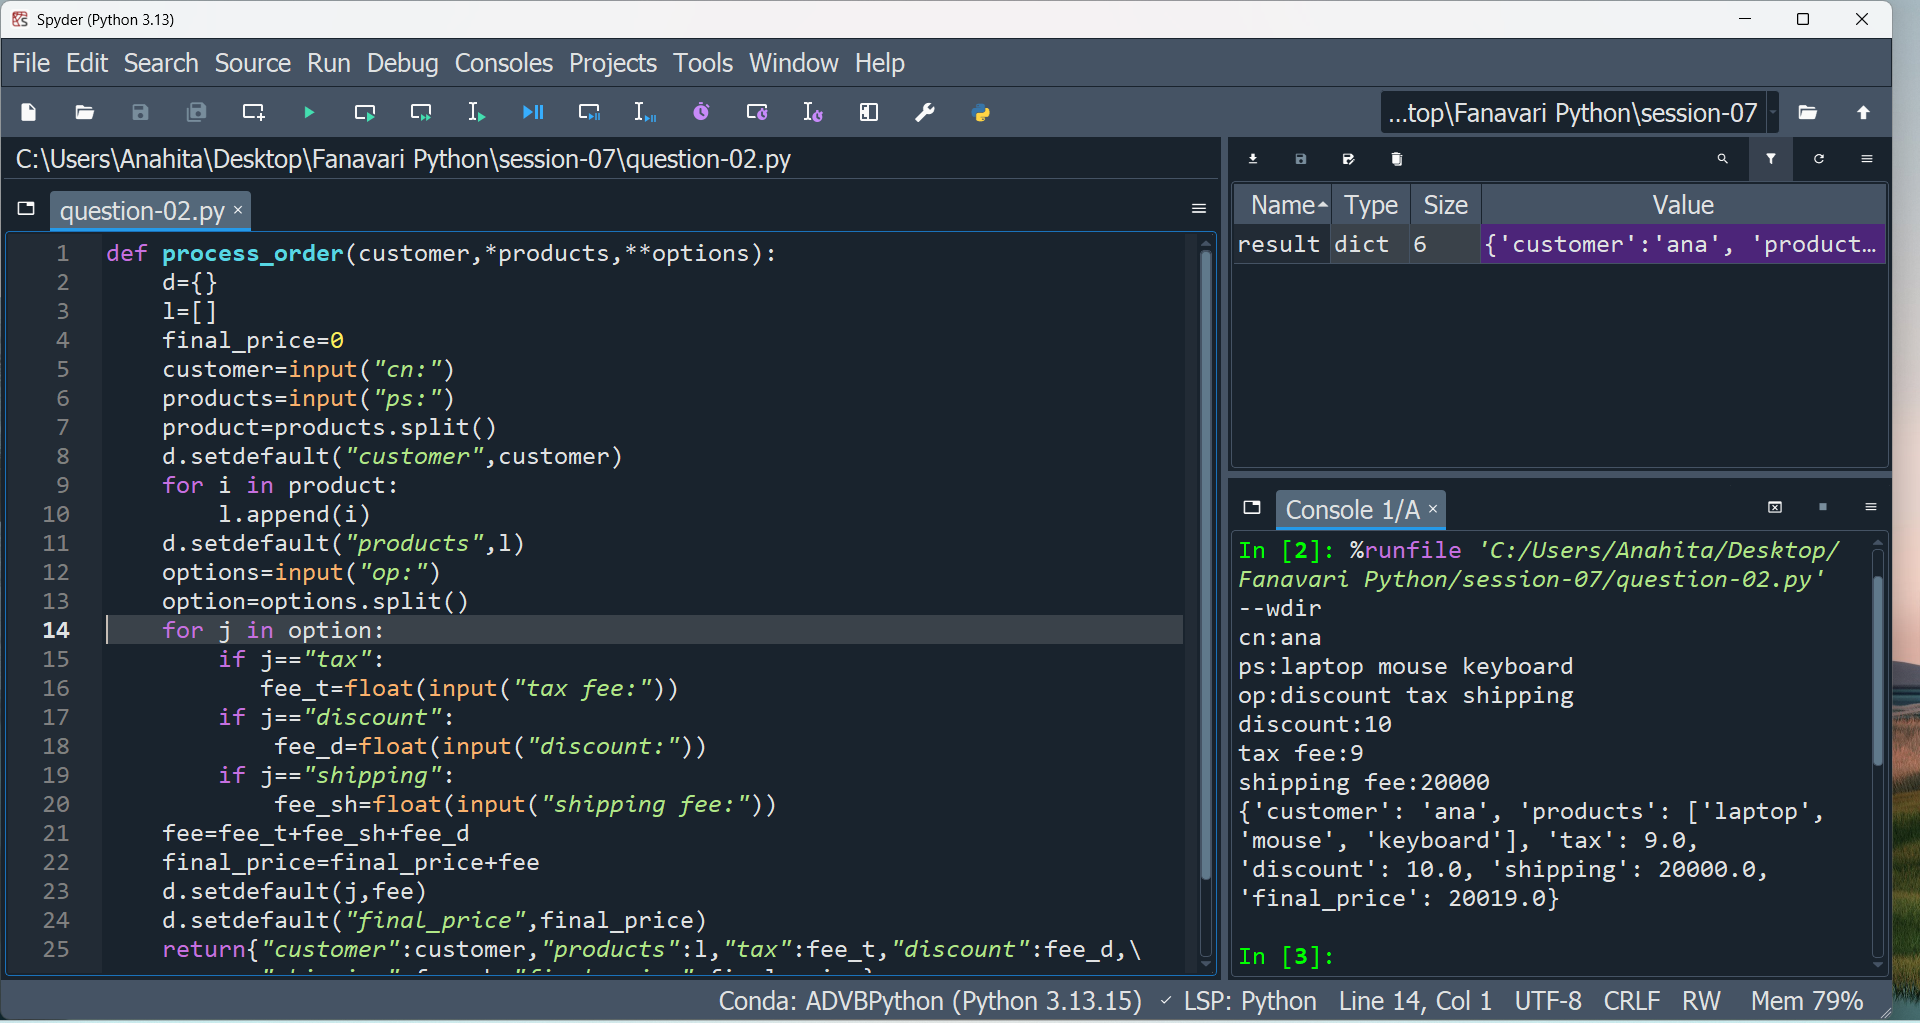 Spyder (Python 3.13)
File Edit Search Source Run Debug Consoles Projects Tools Window Help
...top\Fanavari Python\session-07
C:\Users\Anahita\Desktop\Fanavari Python\session-07\question-02.py
question-02.py
1 def process_order(customer,*products,**options):
2     d={}
3     l=[]
4     final_price=0
5     customer=input("cn:")
6     products=input("ps:")
7     product=products.split()
8     d.setdefault("customer",customer)
9     for i in product:
10         l.append(i)
11     d.setdefault("products",l)
12     options=input("op:")
13     option=options.split()
14     for j in option:
15         if j=="tax":
16            fee_t=float(input("tax fee:"))
17         if j=="discount":
18             fee_d=float(input("discount:"))
19         if j=="shipping":
20             fee_sh=float(input("shipping fee:"))
21     fee=fee_t+fee_sh+fee_d
22     final_price=final_price+fee
23     d.setdefault(j,fee)
24     d.setdefault("final_price",final_price)
25     return{"customer":customer,"products":l,"tax":fee_t,"discount":fee_d,\
Name Type Size Value
result dict 6 {'customer':'ana', 'product...
Console 1/A
In [2]: %runfile 'C:/Users/Anahita/Desktop/
Fanavari Python/session-07/question-02.py'
--wdir
cn:ana
ps:laptop mouse keyboard
op:discount tax shipping
discount:10
tax fee:9
shipping fee:20000
{'customer': 'ana', 'products': ['laptop',
'mouse', 'keyboard'], 'tax': 9.0,
'discount': 10.0, 'shipping': 20000.0,
'final_price': 20019.0}
In [3]:
Conda: ADVBPython (Python 3.13.15) ✓ LSP: Python Line 14, Col 1 UTF-8 CRLF RW Mem 79%